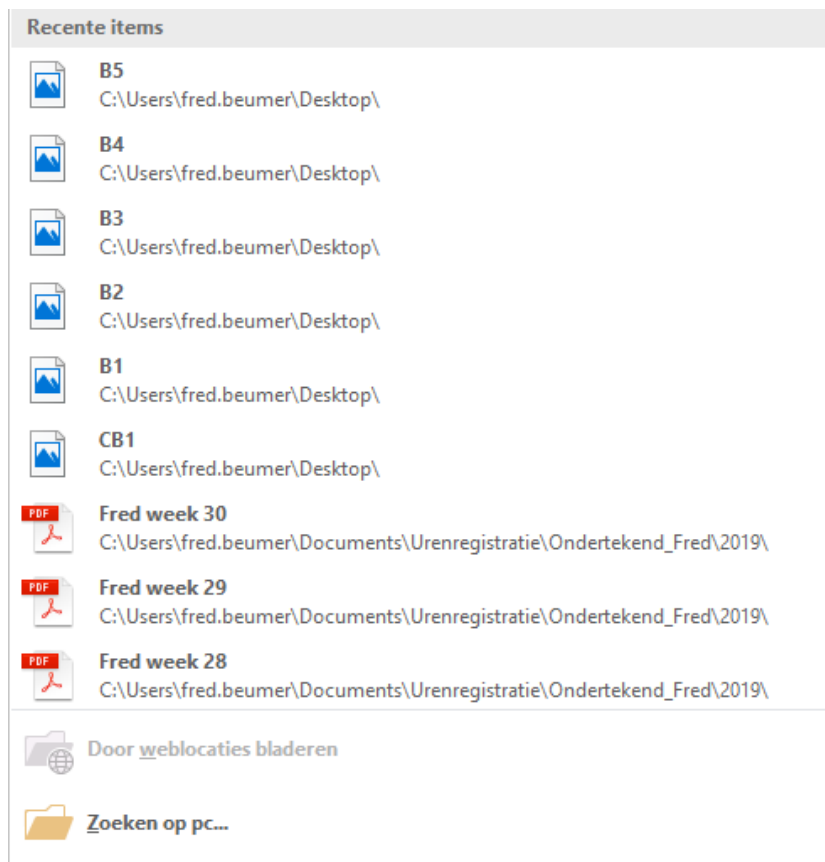 Recente items
B5
C:\Users\fred.beumer\Desktop\
B4
C:\Users\fred.beumer\Desktop\
B3
C:\Users\fred.beumer\Desktop\
B2
C:\Users\fred.beumer\Desktop\
B1
C:\Users\fred.beumer\Desktop\
CB1
C:\Users\fred.beumer\Desktop\
PDF Fred week 30
C:\Users\fred.beumer\Documents\Urenregistratie\Ondertekend_Fred\2019\
PDF Fred week 29
C:\Users\fred.beumer\Documents\Urenregistratie\Ondertekend_Fred\2019\
PDF Fred week 28
C:\Users\fred.beumer\Documents\Urenregistratie\Ondertekend_Fred\2019\
Door weblocaties bladeren
Zoeken op pc...